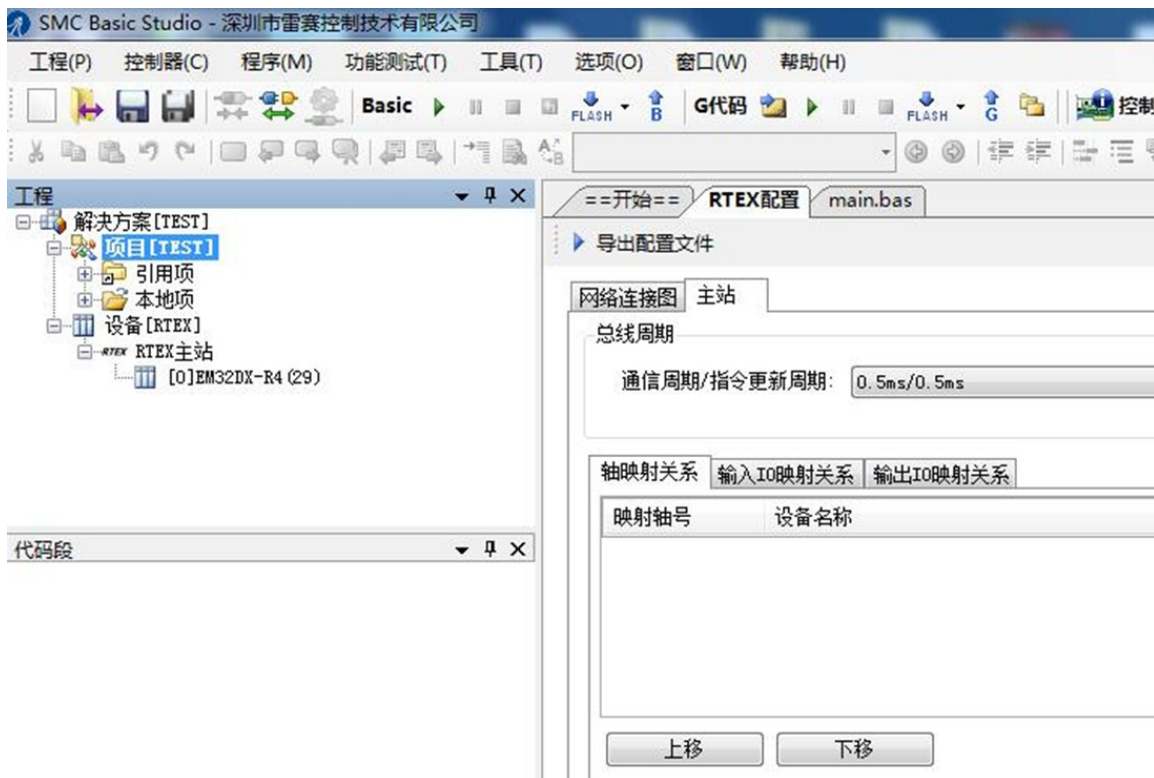 SMC Basic Studio - 深圳市雷赛控制技术有限公司
工程(P) 控制器(C) 程序(M) 功能测试(T) 工具(T) 选项(O) 窗口(W) 帮助(H)
Basic FLASH B G代码 FLASH G 控制
A B
工程
==开始== RTEX配置 main.bas
解决方案[TEST]
项目[TEST]
导出配置文件
引用项
本地项
网络连接图 主站
设备[RTEX]
总线周期
RTEX RTEX主站
[0]EM32DX-R4(29)
通信周期/指令更新周期: 0.5ms/0.5ms
轴映射关系 输入IO映射关系 输出IO映射关系
映射轴号 设备名称
代码段
上移 下移